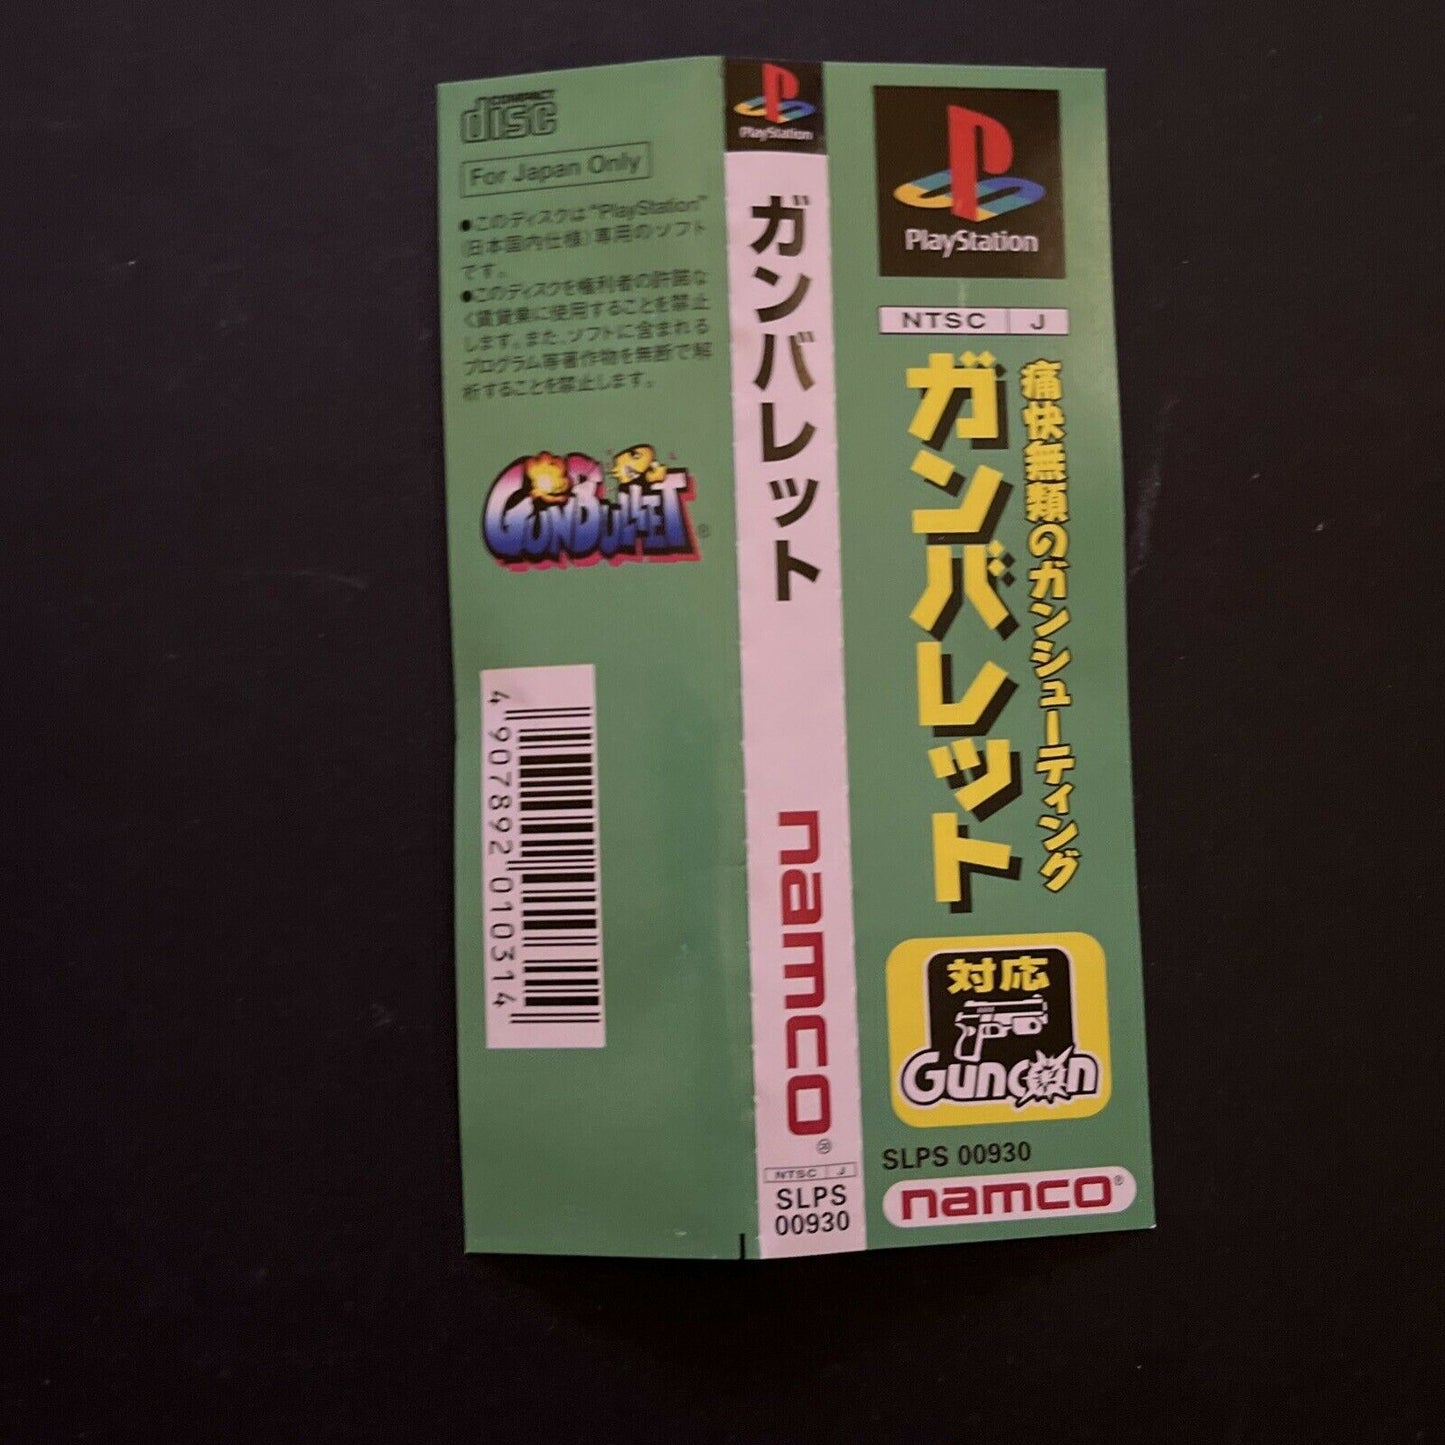 COMPACT
disc
For Japan Only
●このディスクは"PlayStation"
(日本国内仕様)専用のソフト
です。
●このディスクを権利者の許諾な
く賃貸業に使用することを禁止
します。また、ソフトに含まれる
プログラム等著作物を無断で解
析することを禁止します。
GUNBULLET®
4 907892 010314
PlayStation
ガンバレット
namco®
NTSC J
SLPS
00930
PlayStation
NTSC J
痛快無類のガンシューティング
ガンバレット
対応
Guncon
SLPS 00930
namco®